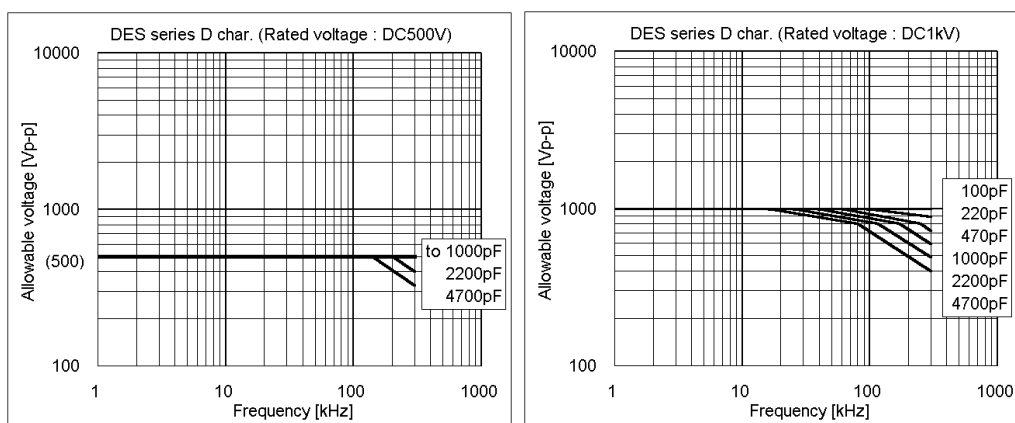 DES series D char. (Rated voltage : DC500V)
10000
1000
(500)
100
Allowable voltage [Vp-p]
to 1000pF
2200pF
4700pF
1 10 100 1000
Frequency [kHz]
DES series D char. (Rated voltage : DC1kV)
10000
1000
100
Allowable voltage [Vp-p]
100pF
220pF
470pF
1000pF
2200pF
4700pF
1 10 100 1000
Frequency [kHz]